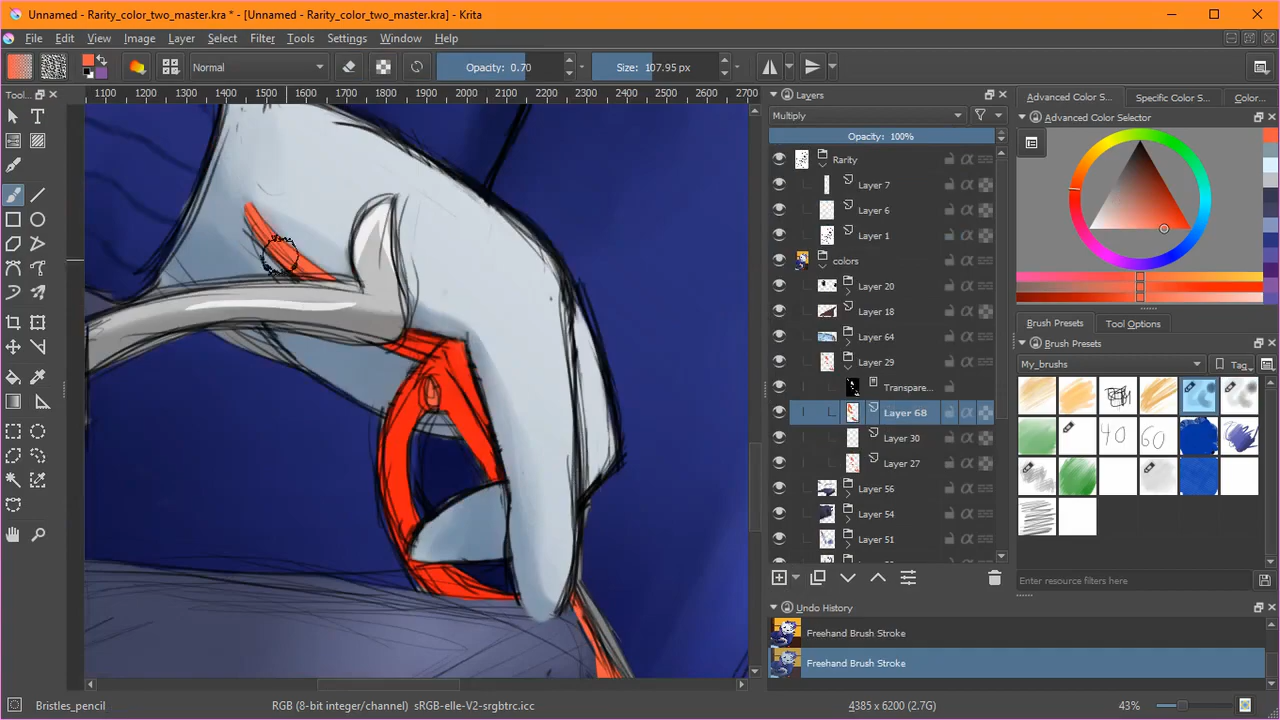 Unnamed - Rarity_color_two_master.kra * - [Unnamed - Rarity_color_two_master.kra] - Krita
File Edit View Image Layer Select Filter Tools Settings Window Help
Normal Opacity: 0.70 Size: 107.95 px
Tool...
1100 1200 1300 1400 1500 1600 1700 1800 1900 2000 2100 2200 2300 2400 2500 2600 2700
Layers
Multiply
Opacity: 100%
Rarity
Layer 7
Layer 6
Layer 1
colors
Layer 20
Layer 18
Layer 64
Layer 29
Transpare...
Layer 68
Layer 30
Layer 27
Layer 56
Layer 54
Layer 51
Undo History
Freehand Brush Stroke
Freehand Brush Stroke
Advanced Color S... Specific Color S... Color...
Advanced Color Selector
Brush Presets Tool Options
Brush Presets
My_brushes Tag
40 60
Enter resource filters here
Bristles_pencil RGB (8-bit integer/channel) sRGB-elle-V2-srgbtrc.icc 4385 x 6200 (2.7G) 43%